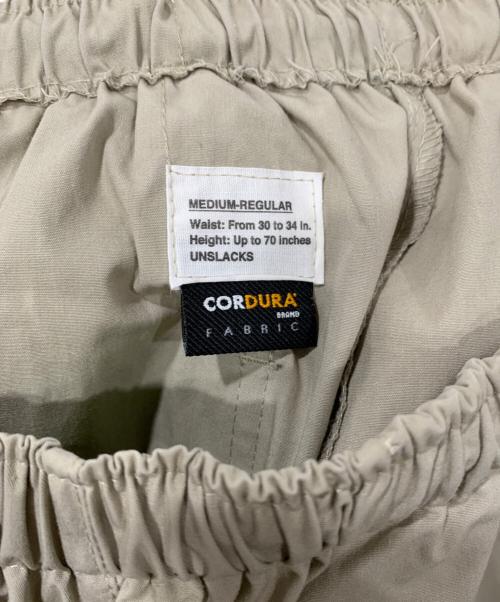 MEDIUM-REGULAR
Waist: From 30 to 34 In.
Height: Up to 70 inches
UNSLACKS
CORDURA®
BRAND
FABRIC